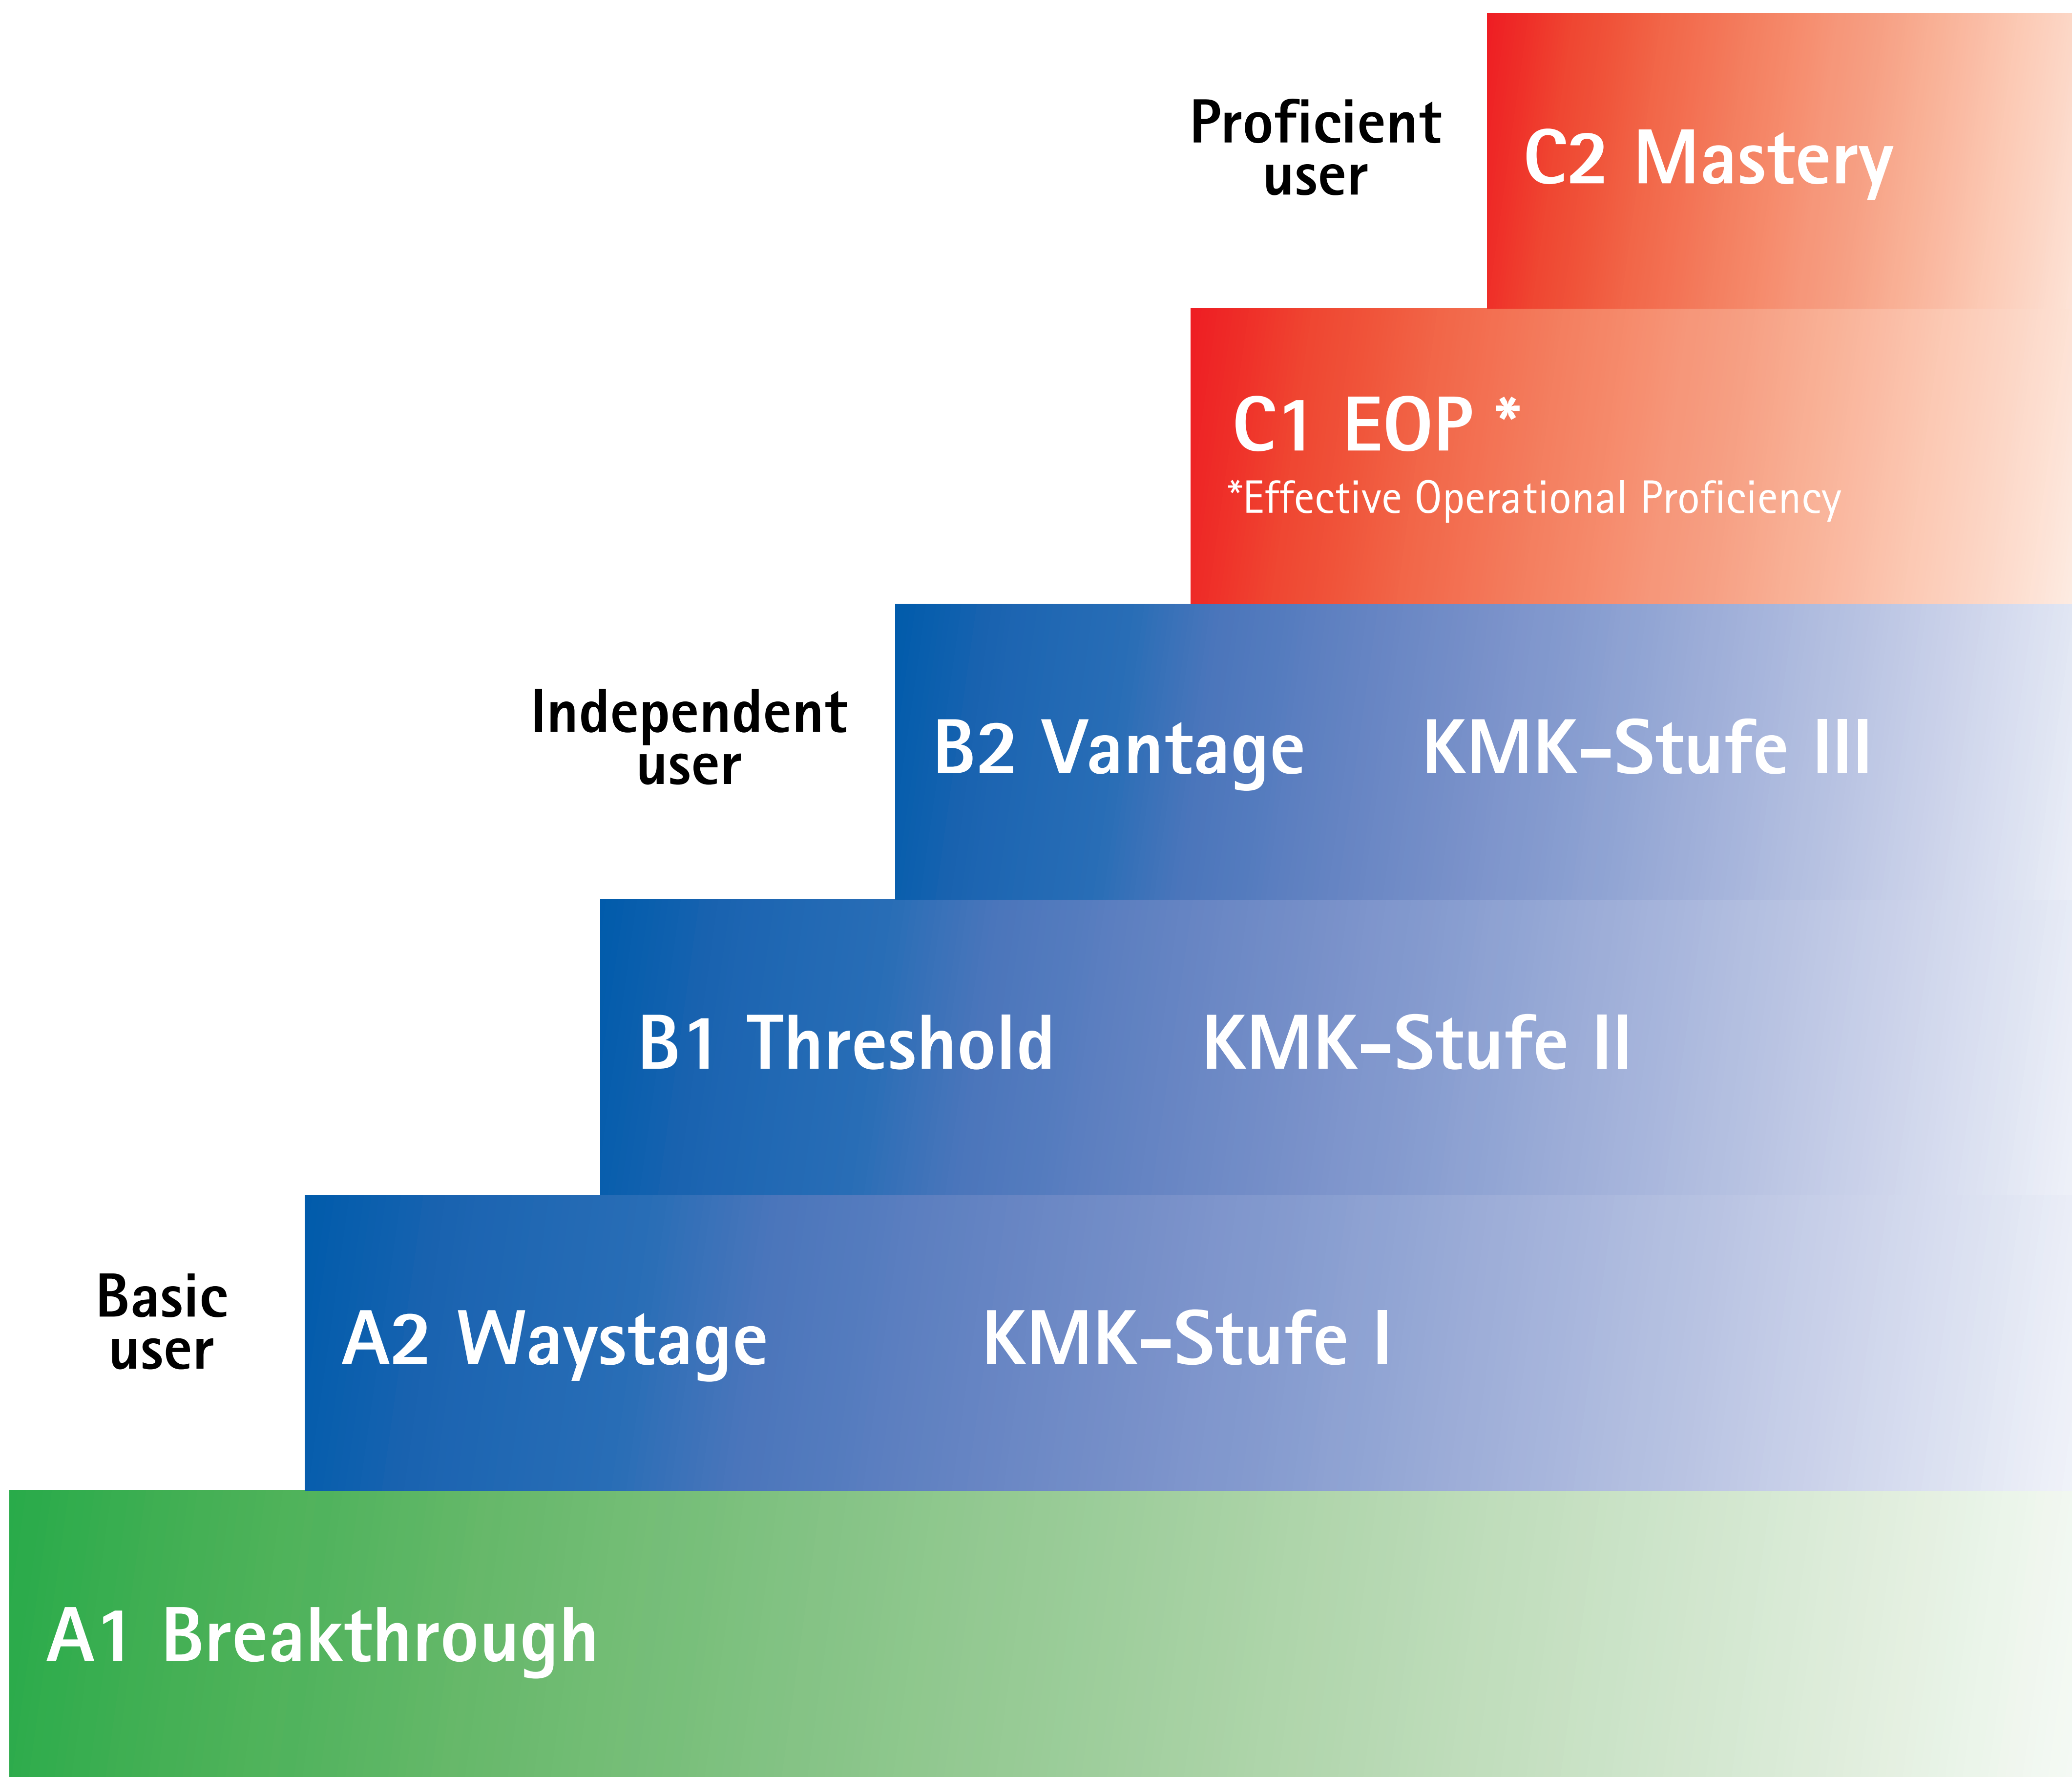 Proficient
user
C2 Mastery
C1 EOP *
*Effective Operational Proficiency
Independent
user
B2 Vantage KMK-Stufe III
B1 Threshold KMK-Stufe II
Basic
user
A2 Waystage KMK-Stufe I
A1 Breakthrough